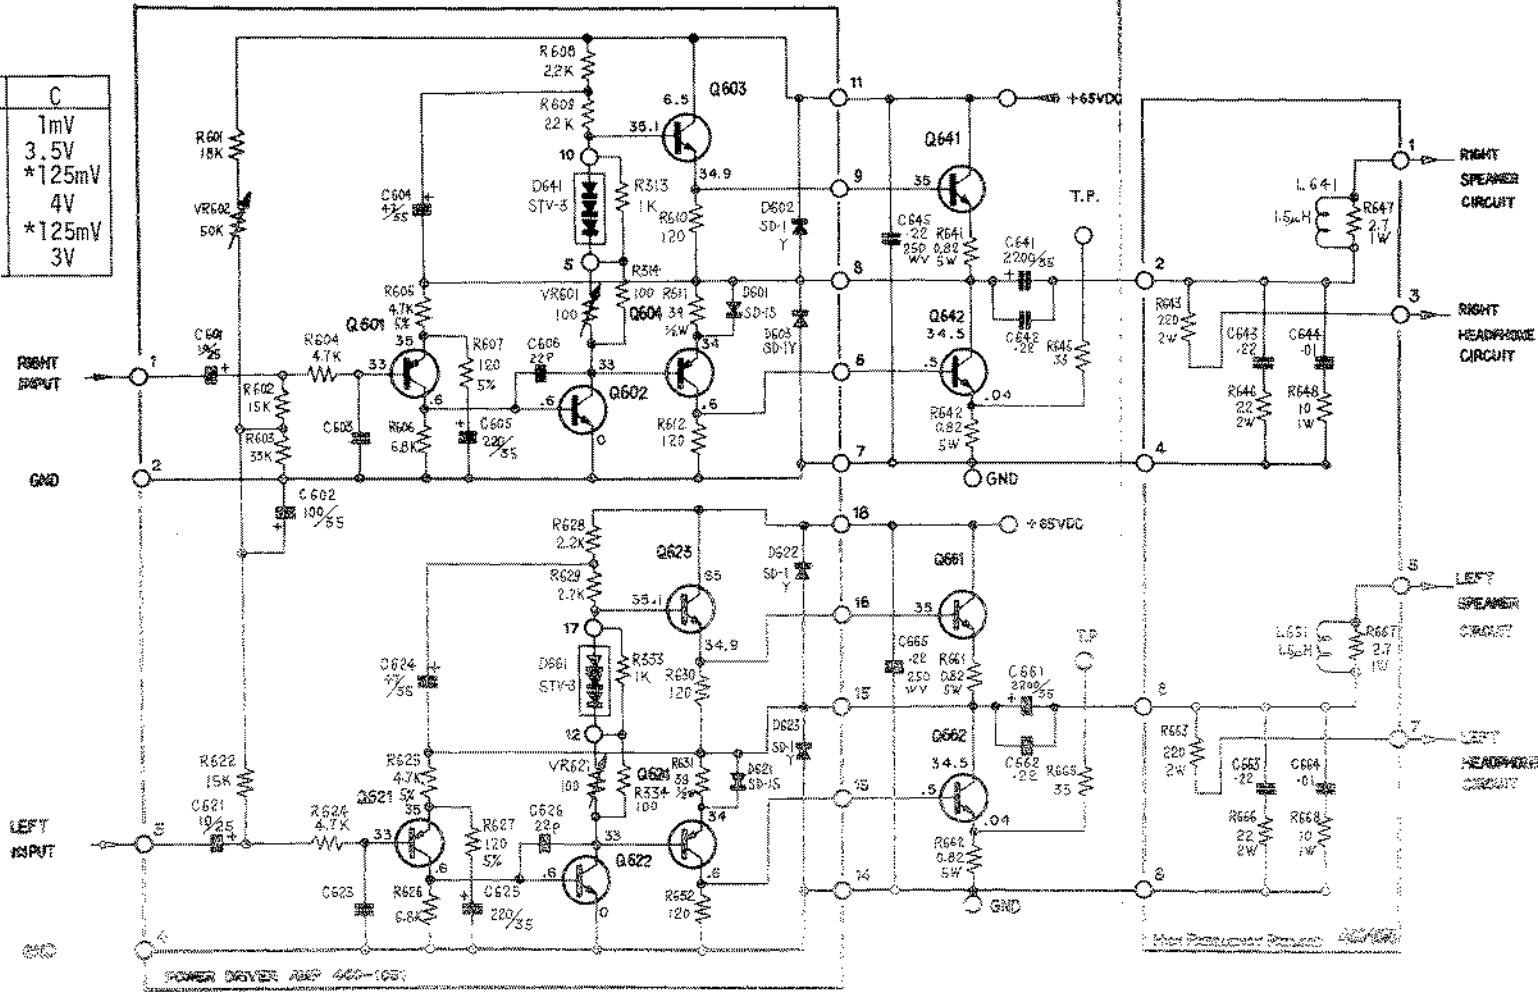 C
1mV
3.5V
*125mV
4V
*125mV
3V
R608
2.2K
R609
22K
Q603
6.5
35.1
10
34.9
11
+65VDC
R601
18K
VR602
50K
C604
47/35
D641
STV-3
R313
1K
R610
120
D602
SD-1
Y
9
35
Q641
C645
.22
250
WV
R641
0.82
5W
C641
2200/35
T.P.
1
RIGHT
SPEAKER
CIRCUIT
L641
1.5μH
R647
2.7
1W
5
R314
100
VR601
100
Q604
R611
39
½W
D601
SD-1S
D603
SD-1Y
8
2
Q642
34.5
C642
.22
R645
33
R643
220
2W
C643
.22
C644
.01
3
RIGHT
HEADPHONE
CIRCUIT
R605
4.7K
5%
Q601
35
R607
120
5%
C606
22P
33
34
6
.5
.04
C601
10/25
R604
4.7K
33
RIGHT
INPUT
1
R602
15K
R603
33K
C603
R606
6.8K
.6
C605
220/35
.6
Q602
0
.6
R612
120
R642
0.82
5W
R646
22
2W
R648
10
1W
GND
2
7
GND
4
C602
100/35
R628
2.2K
R629
2.2K
Q623
65
35.1
17
34.9
18
+65VDC
D622
SD-1
Y
Q661
16
35
C624
47/35
D661
STV-3
R333
1K
R630
120
C665
.22
250
WV
R661
0.82
5W
C661
2200/35
T.P.
5
LEFT
SPEAKER
CIRCUIT
L661
1.5μH
R667
2.7
1W
12
D623
SD-1
Y
15
6
7
LEFT
HEADPHONE
CIRCUIT
R622
15K
R625
4.7K
5%
VR621
100
Q624
R334
100
R631
39
½W
D621
SD-1S
Q662
34.5
C662
.22
R665
33
R663
220
2W
C663
.22
C664
.01
C621
10/25
R624
4.7K
Q621
35
33
R627
120
5%
C626
22P
33
34
.5
.04
LEFT
INPUT
C623
R626
6.8K
.6
C625
220/35
.6
Q622
0
.6
R632
120
R662
0.82
5W
14
GND
R666
22
2W
R668
10
1W
GND
POWER DRIVER AMP